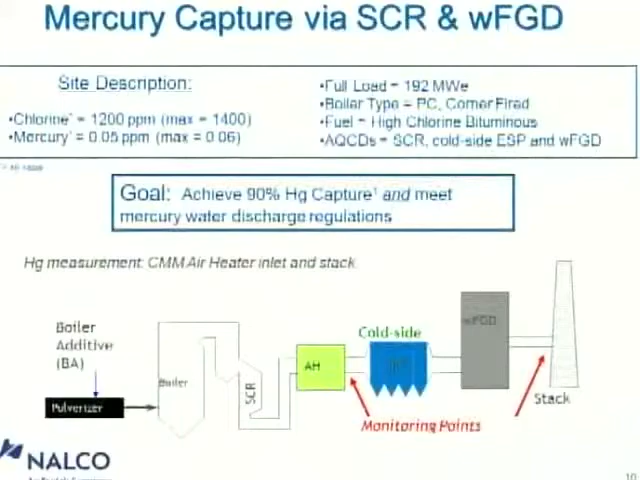 Mercury Capture via SCR & wFGD
Site Description:
•Chlorine* = 1200 ppm (max = 1400)
•Mercury* = 0.05 ppm (max = 0.06)
•Full Load = 192 MWe
•Boiler Type = PC, Corner Fired
•Fuel = High Chlorine Bituminous
•AQCDs = SCR, cold-side ESP and wFGD
Goal: Achieve 90% Hg Capture¹ and meet
mercury water discharge regulations
Hg measurement: CMM Air Heater inlet and stack
Boiler
Additive
(BA)
Pulverizer
Boiler
SCR
AH
Cold-side
ESP
wFGD
Stack
Monitoring Points
NALCO
10